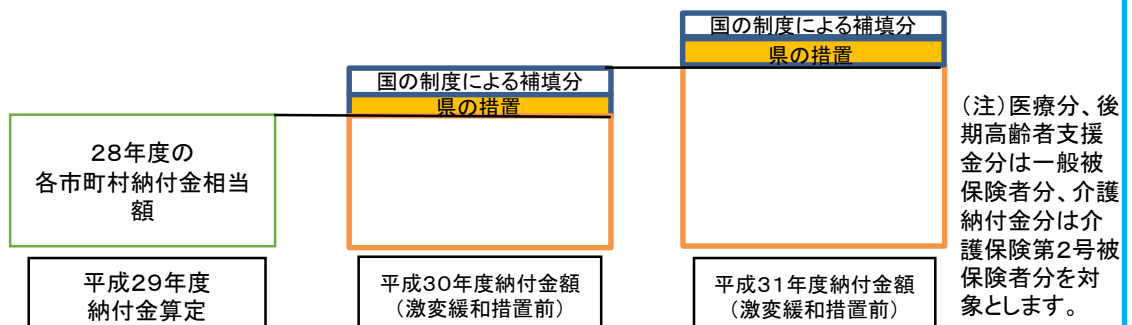 28年度の
各市町村納付金相当
額
平成29年度
納付金算定
国の制度による補填分
県の措置
平成30年度納付金額
(激変緩和措置前)
国の制度による補填分
県の措置
平成31年度納付金額
(激変緩和措置前)
(注)医療分、後
期高齢者支援
金分は一般被
保険者分、介護
納付金分は介
護保険第2号被
保険者分を対
象とします。